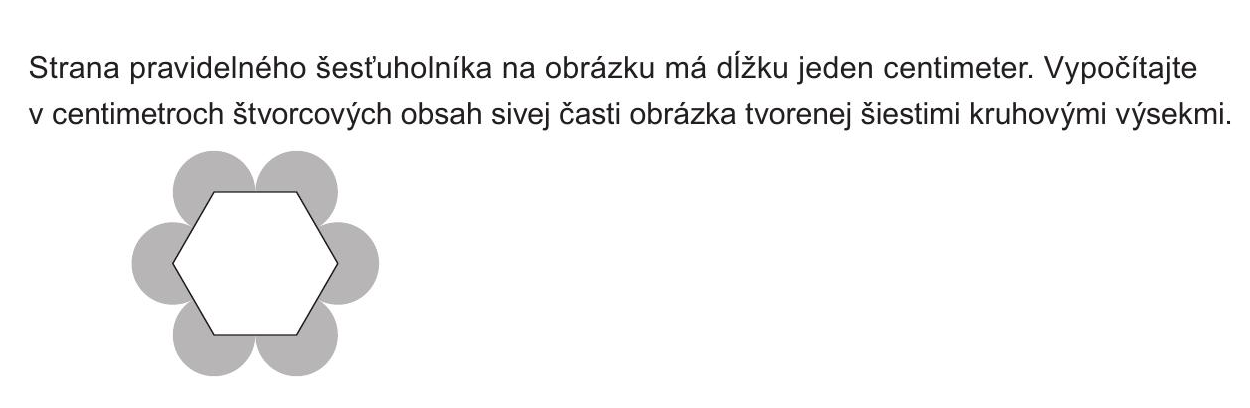 Strana pravidelného šesťuholníka na obrázku má dĺžku jeden centimeter. Vypočítajte
v centimetroch štvorcových obsah sivej časti obrázka tvorenej šiestimi kruhovými výsekmi.